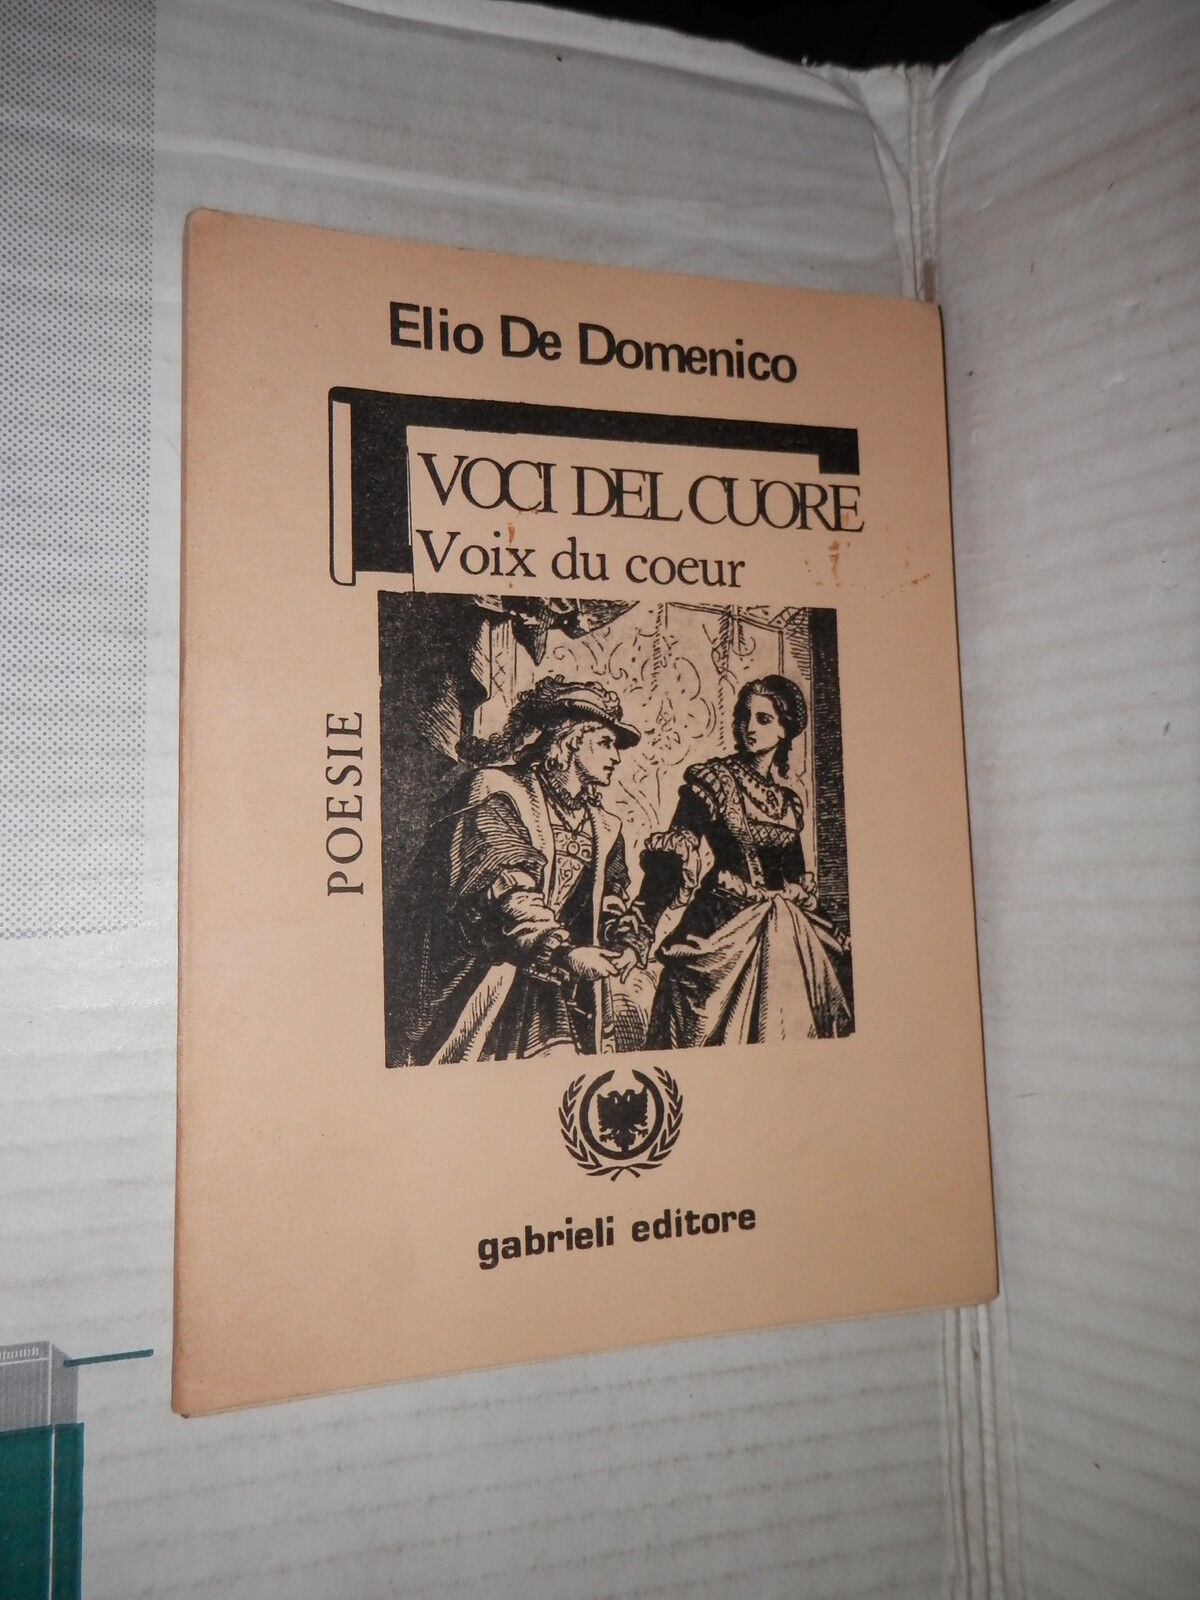 Elio De Domenico
VOCI DEL CUORE
Voix du coeur
POESIE
gabrieli editore